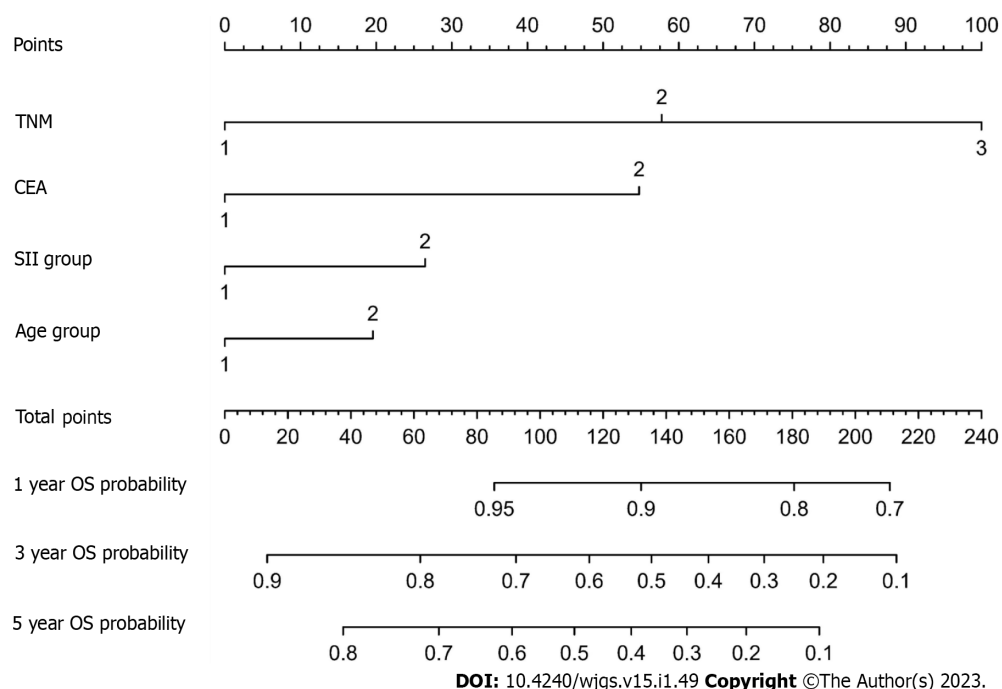 Points
0 10 20 30 40 50 60 70 80 90 100
TNM
2
1 3
CEA
2
1
SII group
2
1
Age group
2
1
Total points
0 20 40 60 80 100 120 140 160 180 200 220 240
1 year OS probability
0.95 0.9 0.8 0.7
3 year OS probability
0.9 0.8 0.7 0.6 0.5 0.4 0.3 0.2 0.1
5 year OS probability
0.8 0.7 0.6 0.5 0.4 0.3 0.2 0.1
DOI: 10.4240/wjgs.v15.i1.49 Copyright ©The Author(s) 2023.